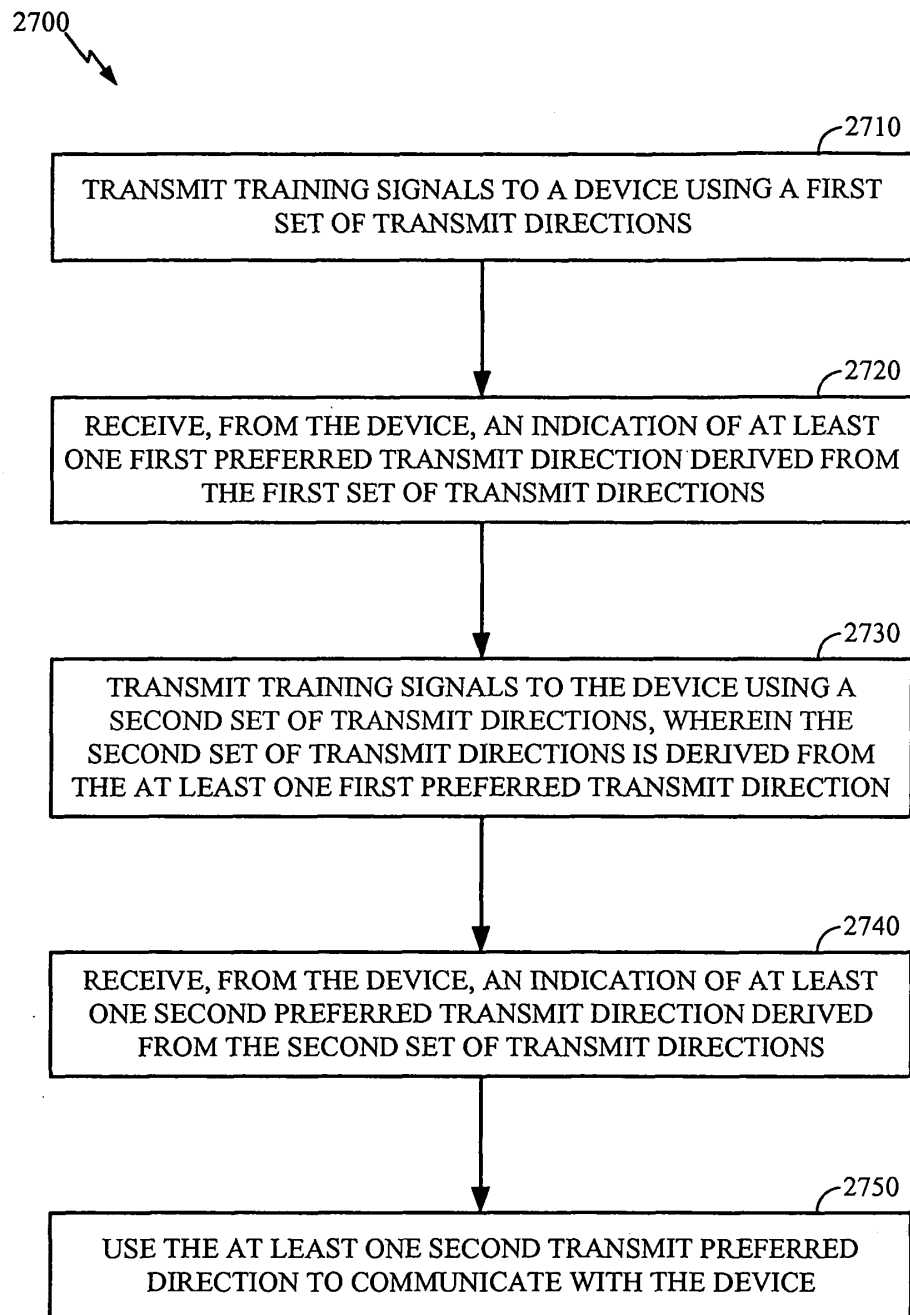 2700
2710
TRANSMIT TRAINING SIGNALS TO A DEVICE USING A FIRST
SET OF TRANSMIT DIRECTIONS
2720
RECEIVE, FROM THE DEVICE, AN INDICATION OF AT LEAST
ONE FIRST PREFERRED TRANSMIT DIRECTION DERIVED FROM
THE FIRST SET OF TRANSMIT DIRECTIONS
2730
TRANSMIT TRAINING SIGNALS TO THE DEVICE USING A
SECOND SET OF TRANSMIT DIRECTIONS, WHEREIN THE
SECOND SET OF TRANSMIT DIRECTIONS IS DERIVED FROM
THE AT LEAST ONE FIRST PREFERRED TRANSMIT DIRECTION
2740
RECEIVE, FROM THE DEVICE, AN INDICATION OF AT LEAST
ONE SECOND PREFERRED TRANSMIT DIRECTION DERIVED
FROM THE SECOND SET OF TRANSMIT DIRECTIONS
2750
USE THE AT LEAST ONE SECOND TRANSMIT PREFERRED
DIRECTION TO COMMUNICATE WITH THE DEVICE